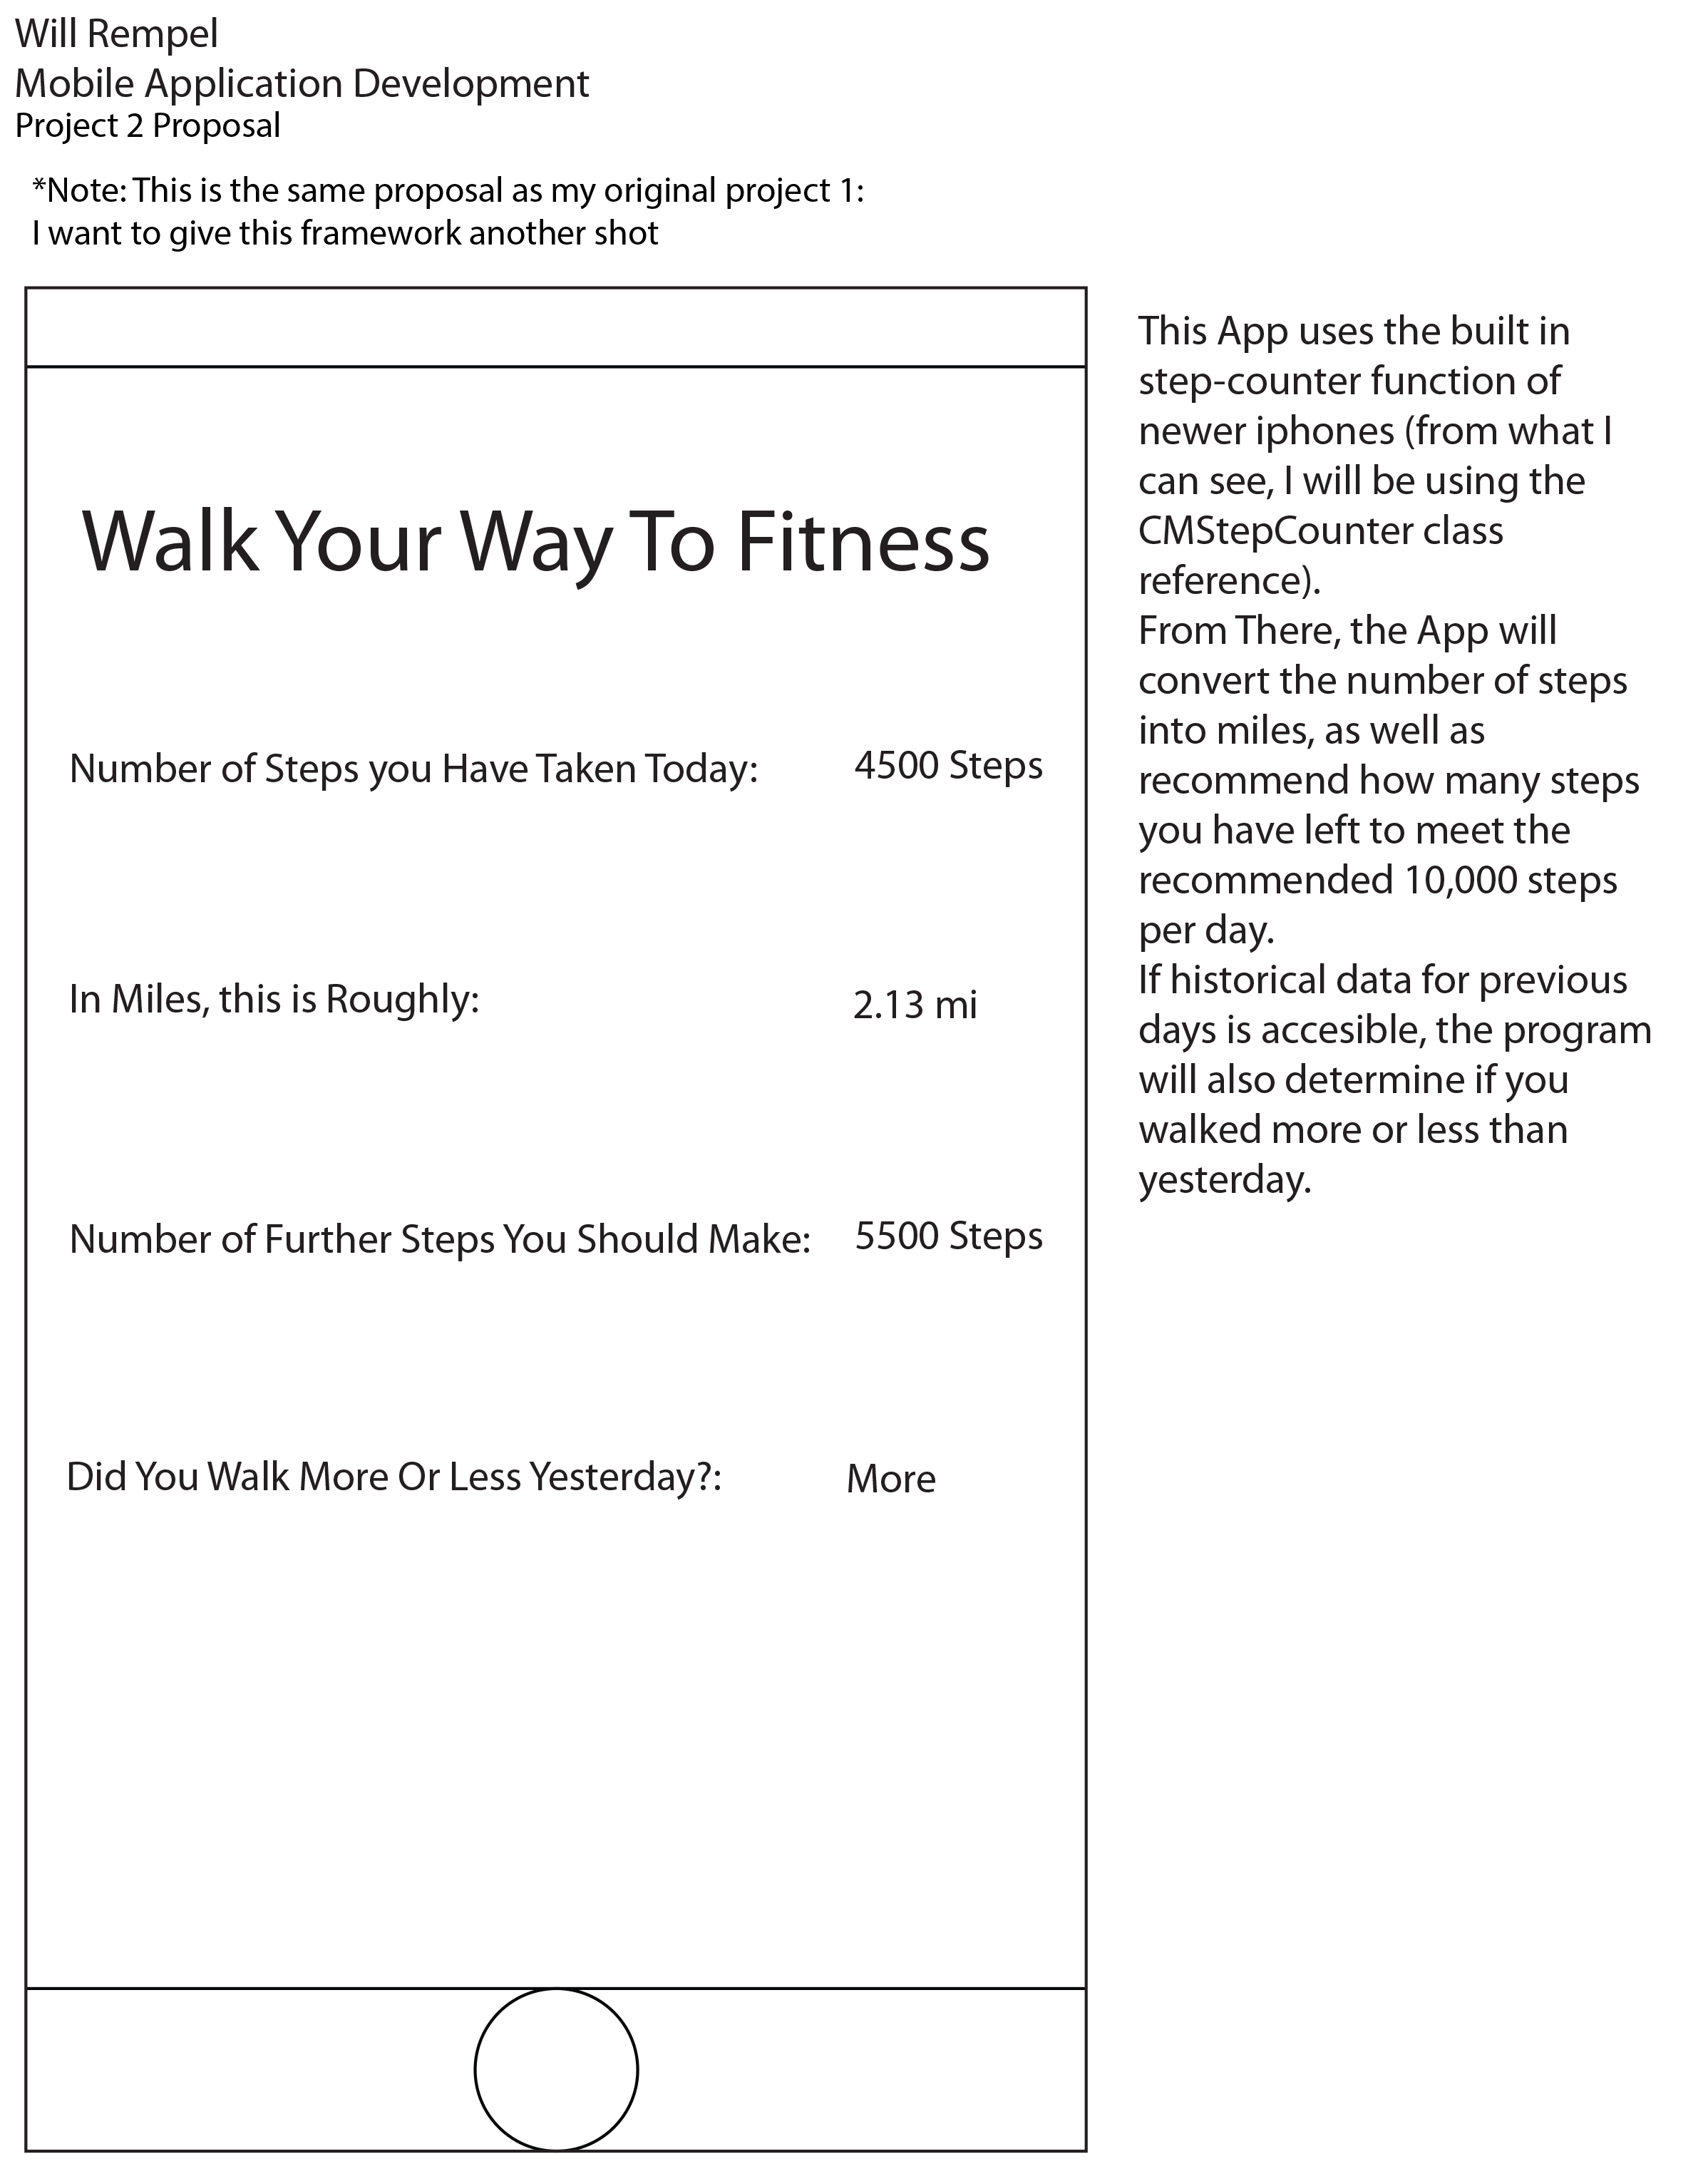 Will Rempel
Mobile Application Development
Project 2 Proposal
*Note: This is the same proposal as my original project 1:
I want to give this framework another shot
Walk Your Way To Fitness
Number of Steps you Have Taken Today: 4500 Steps
In Miles, this is Roughly: 2.13 mi
Number of Further Steps You Should Make: 5500 Steps
Did You Walk More Or Less Yesterday?: More
This App uses the built in
step-counter function of
newer iphones (from what I
can see, I will be using the
CMStepCounter class
reference).
From There, the App will
convert the number of steps
into miles, as well as
recommend how many steps
you have left to meet the
recommended 10,000 steps
per day.
If historical data for previous
days is accesible, the program
will also determine if you
walked more or less than
yesterday.